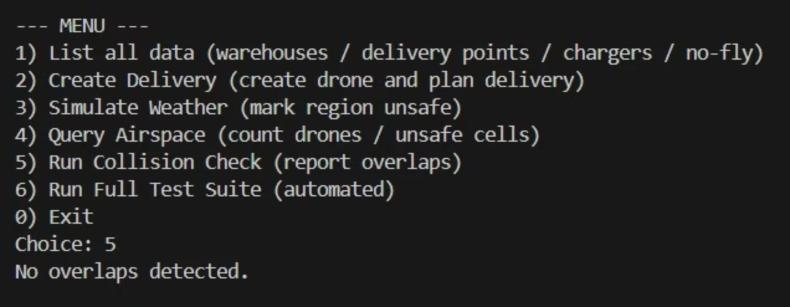 --- MENU ---
1) List all data (warehouses / delivery points / chargers / no-fly)
2) Create Delivery (create drone and plan delivery)
3) Simulate Weather (mark region unsafe)
4) Query Airspace (count drones / unsafe cells)
5) Run Collision Check (report overlaps)
6) Run Full Test Suite (automated)
0) Exit
Choice: 5
No overlaps detected.